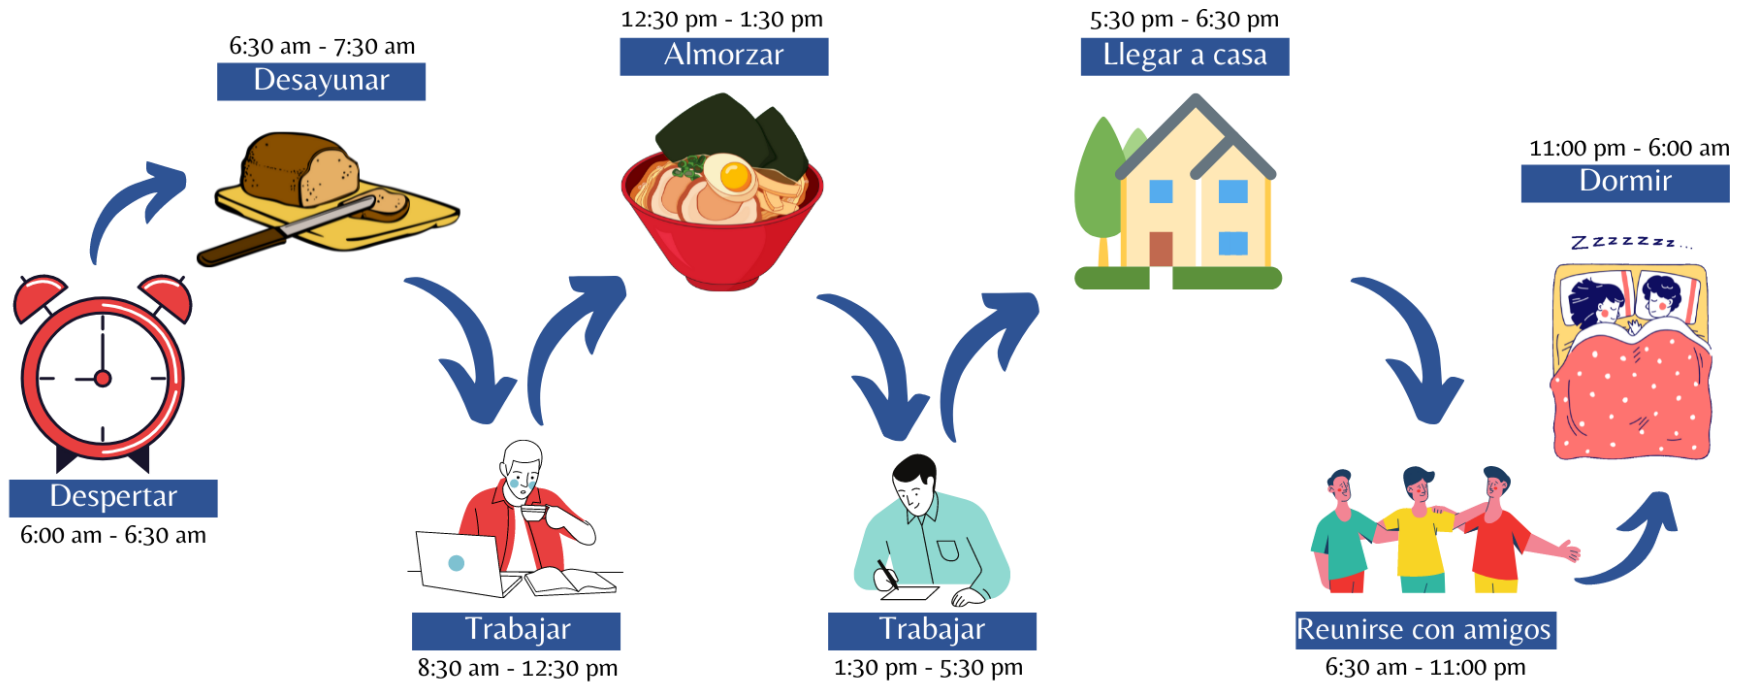 Despertar
6:00 am - 6:30 am
6:30 am - 7:30 am
Desayunar
Trabajar
8:30 am - 12:30 pm
12:30 pm - 1:30 pm
Almorzar
Trabajar
1:30 pm - 5:30 pm
5:30 pm - 6:30 pm
Llegar a casa
Reunirse con amigos
6:30 am - 11:00 pm
11:00 pm - 6:00 am
Dormir
Zzzzzzz...